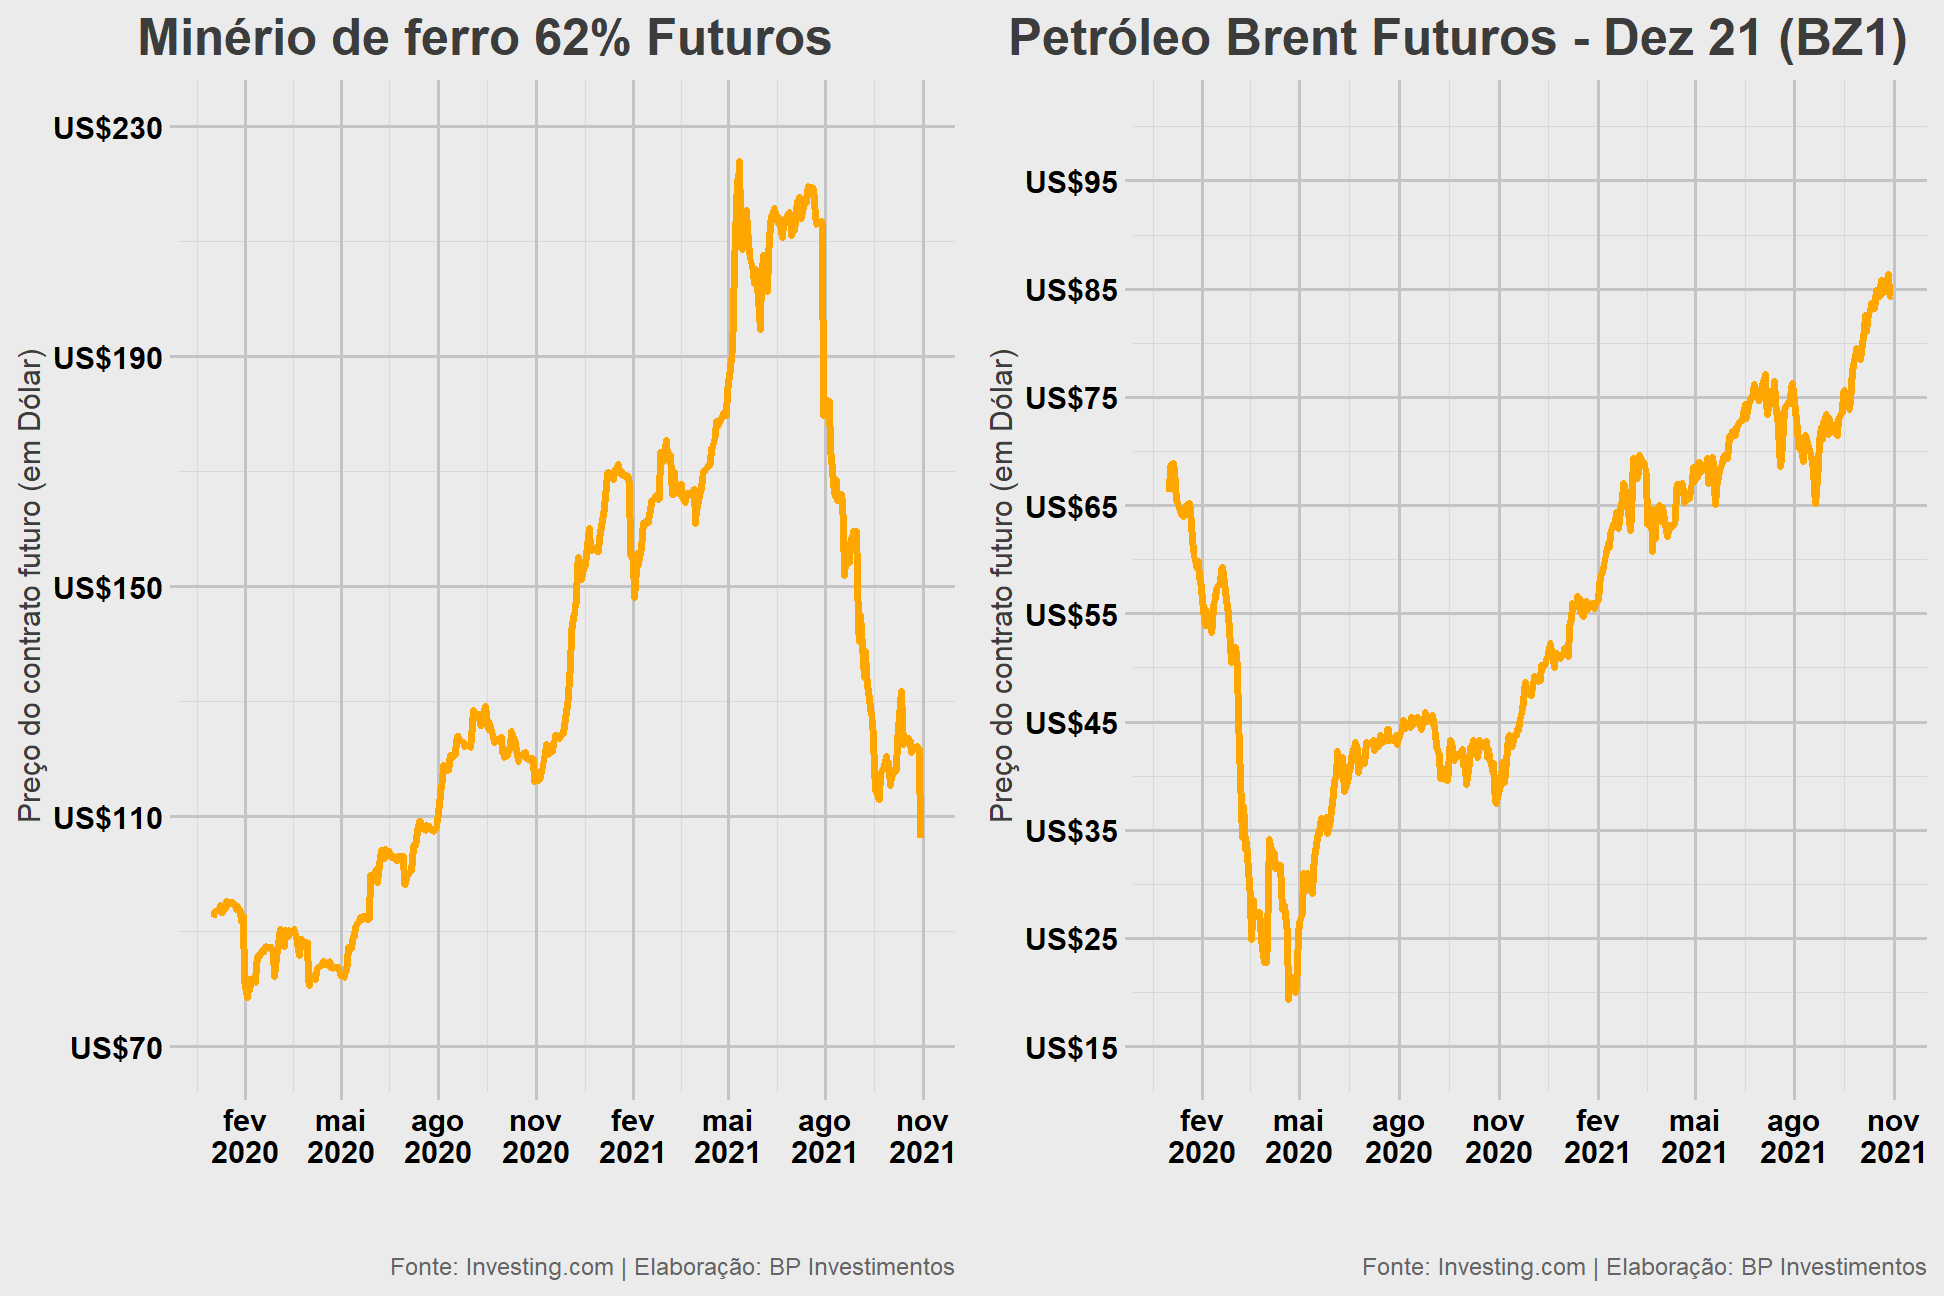 Minério de ferro 62% Futuros
Preço do contrato futuro (em Dólar)
US$230
US$190
US$150
US$110
US$70
fev mai ago nov fev mai ago nov
2020 2020 2020 2020 2021 2021 2021 2021
Fonte: Investing.com | Elaboração: BP Investimentos
Petróleo Brent Futuros - Dez 21 (BZ1)
Preço do contrato futuro (em Dólar)
US$95
US$85
US$75
US$65
US$55
US$45
US$35
US$25
US$15
fev mai ago nov fev mai ago nov
2020 2020 2020 2020 2021 2021 2021 2021
Fonte: Investing.com | Elaboração: BP Investimentos